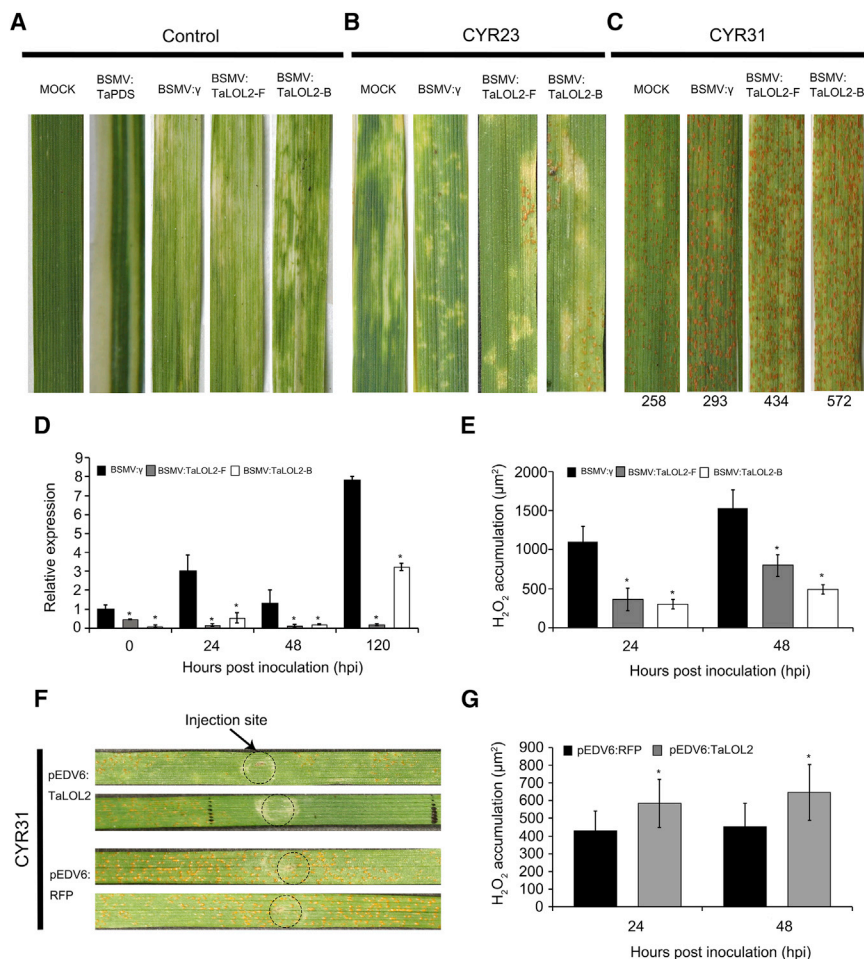 A
Control
MOCK
BSMV:
TaPDS
BSMV:γ
BSMV:
TaLOL2-F
BSMV:
TaLOL2-B
B
CYR23
MOCK
BSMV:γ
BSMV:
TaLOL2-F
BSMV:
TaLOL2-B
C
CYR31
MOCK
BSMV:γ
BSMV:
TaLOL2-F
BSMV:
TaLOL2-B
258
293
434
572
D
Relative expression
9
8
7
6
5
4
3
2
1
0
BSMV:γ
BSMV:TaLOL2-F
BSMV:TaLOL2-B
* *
* *
* *
* *
0
24
48
120
Hours post inoculation (hpi)
E
H₂O₂ accumulation (µm²)
2000
1500
1000
500
0
BSMV:γ
BSMV:TaLOL2-F
BSMV:TaLOL2-B
* *
* *
24
48
Hours post inoculation (hpi)
F
Injection site
CYR31
pEDV6:
TaLOL2
pEDV6:
RFP
G
H₂O₂ accumulation (µm²)
900
800
700
600
500
400
300
200
100
0
pEDV6:RFP
pEDV6:TaLOL2
*
*
24
48
Hours post inoculation (hpi)